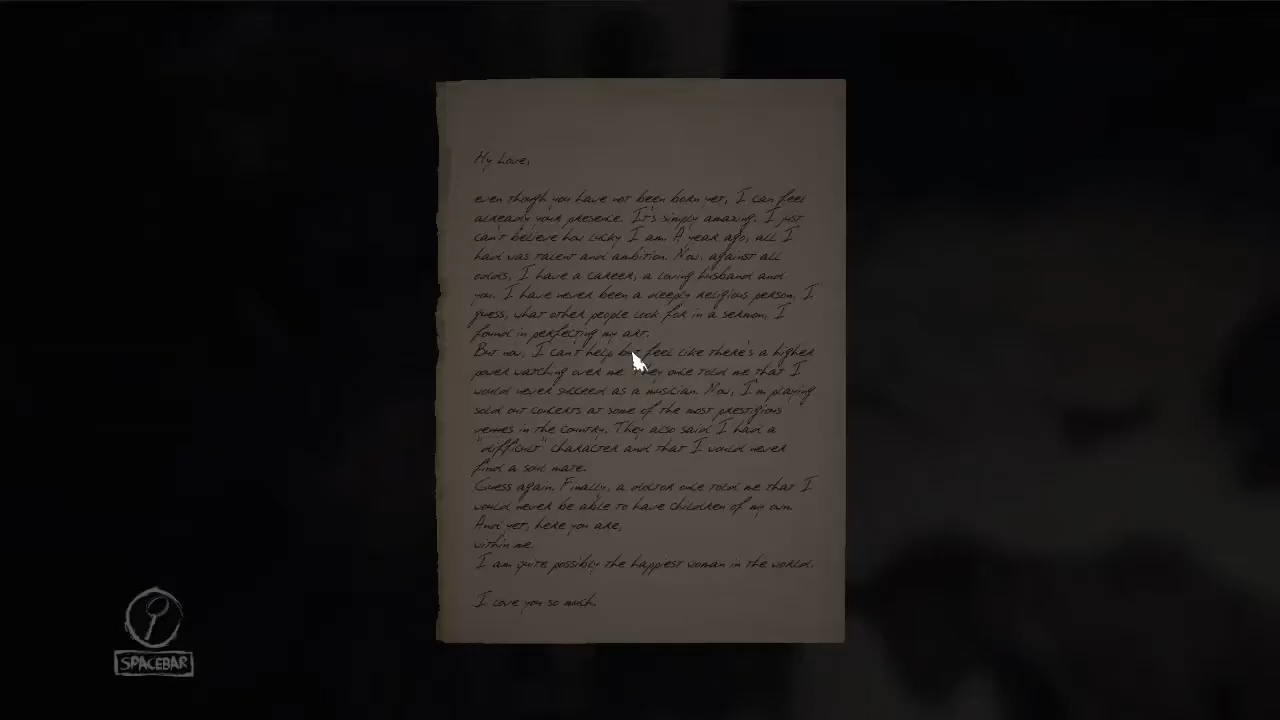 My Love,
even though you have not been born yet, I can feel
already your presence. It's simply amazing. I just
can't believe how lucky I am. A year ago, all I
had was talent and ambition. Now, against all
odds, I have a career, a loving husband and
you. I have never been a deeply religious person. I
guess, what other people look for in a sermon, I
found in perfecting my art.
But now, I can't help but feel like there's a higher
power watching over me. They once told me that I
would never succeed as a musician. Now, I'm playing
sold out concerts at some of the most prestigious
in the country. They also said I had a
"difficult" character and that I would never
find a soul mate.
Guess again. Finally, a doctor once told me that I
would never be able to have children of my own.
And yet, here you are,
within me.
I am quite possibly the happiest woman in the world.
I love you so much.
SPACEBAR